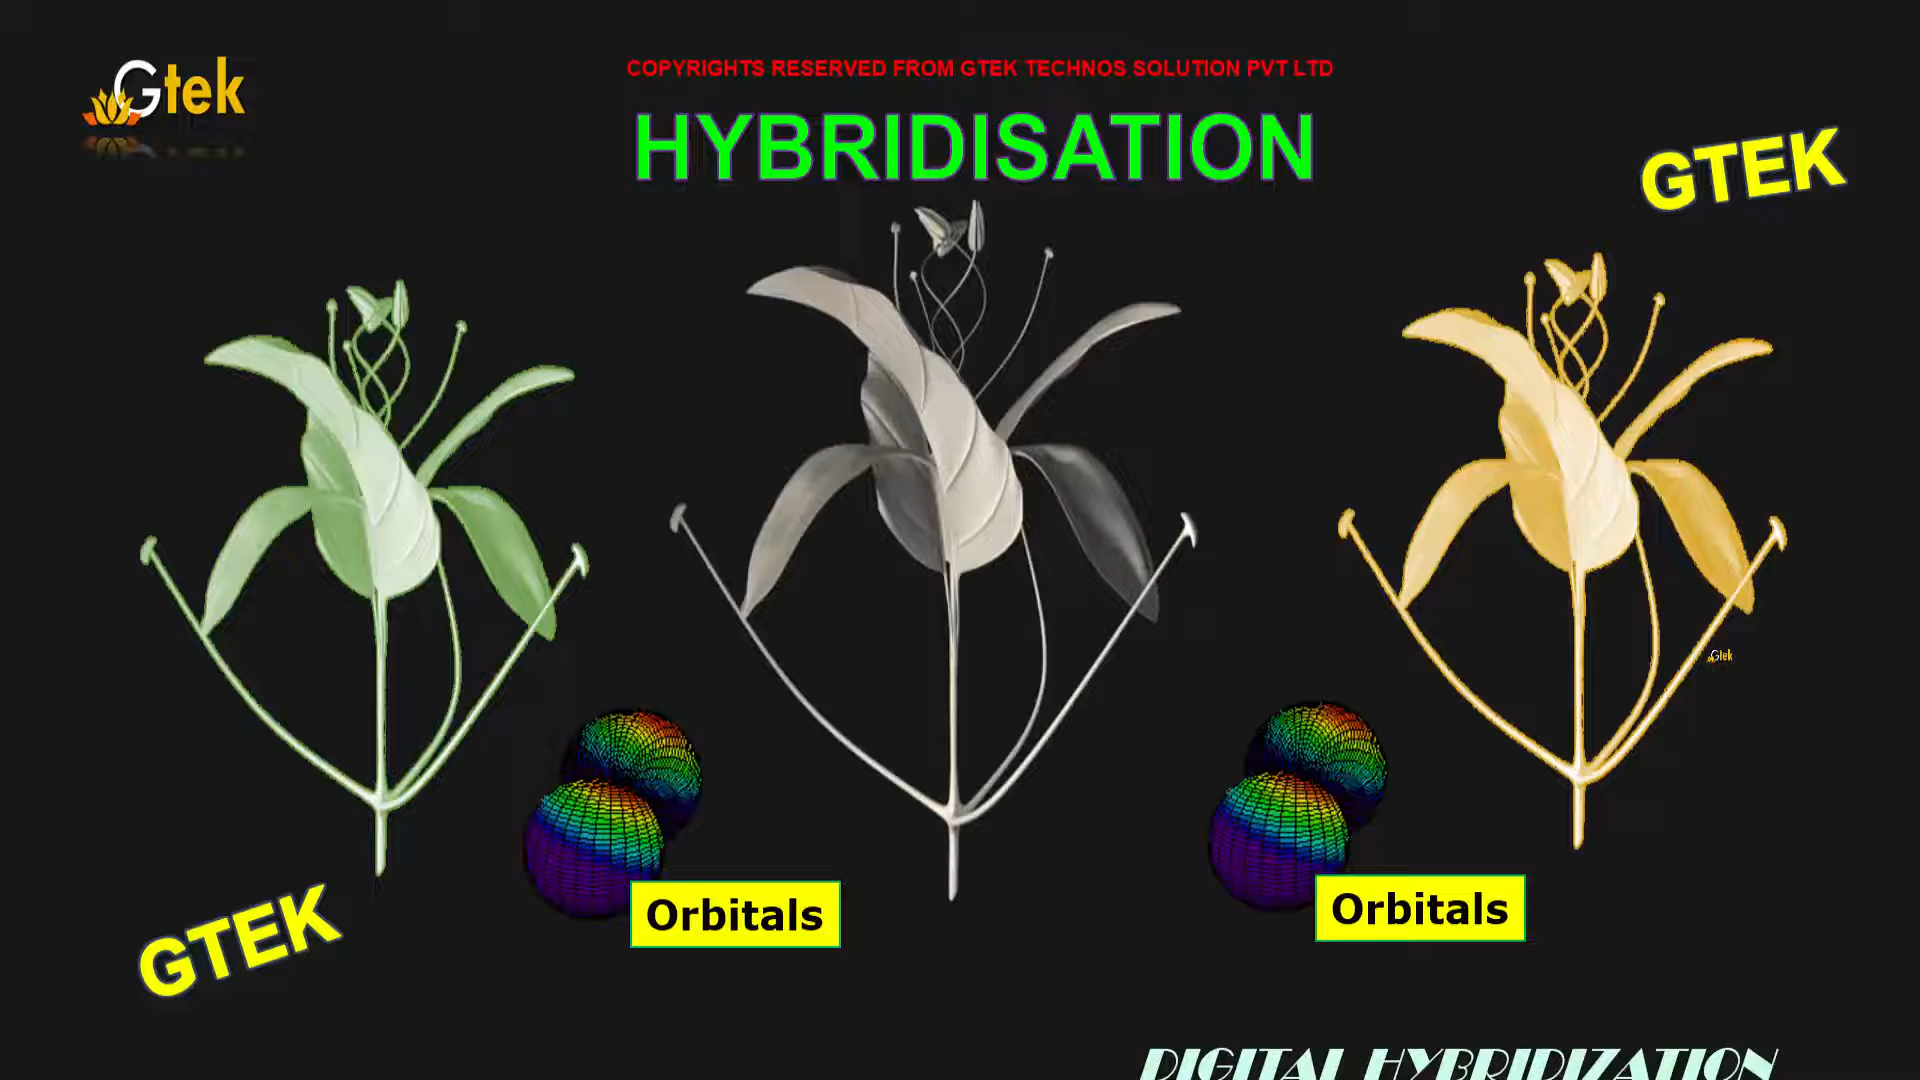 Gtek
COPYRIGHTS RESERVED FROM GTEK TECHNOS SOLUTION PVT LTD
HYBRIDISATION
GTEK
Gtek
Orbitals
Orbitals
GTEK
DIGITAL HYBRIDIZATION